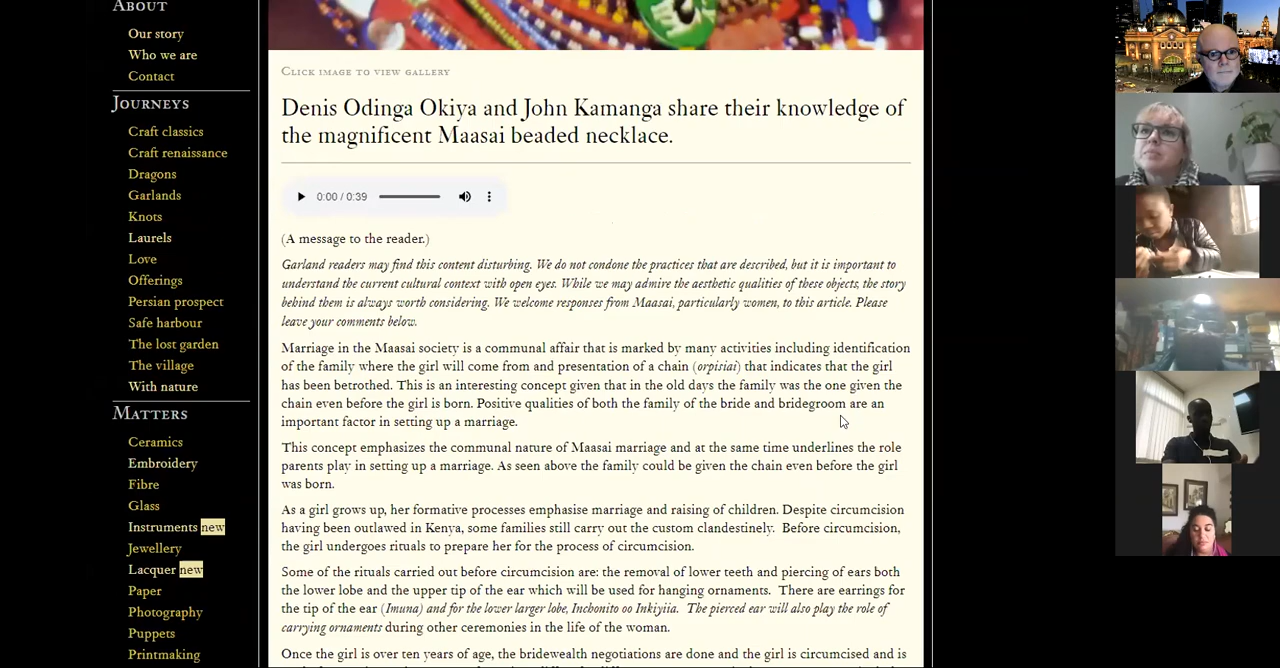 ABOUT
Our story
Who we are
Contact
JOURNEYS
Craft classics
Craft renaissance
Dragons
Garlands
Knots
Laurels
Love
Offerings
Persian prospect
Safe harbour
The lost garden
The village
With nature
MATTERS
Ceramics
Embroidery
Fibre
Glass
Instruments new
Jewellery
Lacquer new
Paper
Photography
Puppets
Printmaking
CLICK IMAGE TO VIEW GALLERY
Denis Odinga Okiya and John Kamanga share their knowledge of
the magnificent Maasai beaded necklace.
0:00 / 0:39
(A message to the reader.)
Garland readers may find this content disturbing. We do not condone the practices that are described, but it is important to
understand the current cultural context with open eyes. While we may admire the aesthetic qualities of these objects, the story
behind them is always worth considering. We welcome responses from Maasai, particularly women, to this article. Please
leave your comments below.
Marriage in the Maasai society is a communal affair that is marked by many activities including identification
of the family where the girl will come from and presentation of a chain (orpisiai) that indicates that the girl
has been betrothed. This is an interesting concept given that in the old days the family was the one given the
chain even before the girl is born. Positive qualities of both the family of the bride and bridegroom are an
important factor in setting up a marriage.
This concept emphasizes the communal nature of Maasai marriage and at the same time underlines the role
parents play in setting up a marriage. As seen above the family could be given the chain even before the girl
was born.
As a girl grows up, her formative processes emphasise marriage and raising of children. Despite circumcision
having been outlawed in Kenya, some families still carry out the custom clandestinely. Before circumcision,
the girl undergoes rituals to prepare her for the process of circumcision.
Some of the rituals carried out before circumcision are: the removal of lower teeth and piercing of ears both
the lower lobe and the upper tip of the ear which will be used for hanging ornaments. There are earrings for
the tip of the ear (Imuna) and for the lower larger lobe, Inchonito oo Inkiyiia. The pierced ear will also play the role of
carrying ornaments during other ceremonies in the life of the woman.
Once the girl is over ten years of age, the bridewealth negotiations are done and the girl is circumcised and is